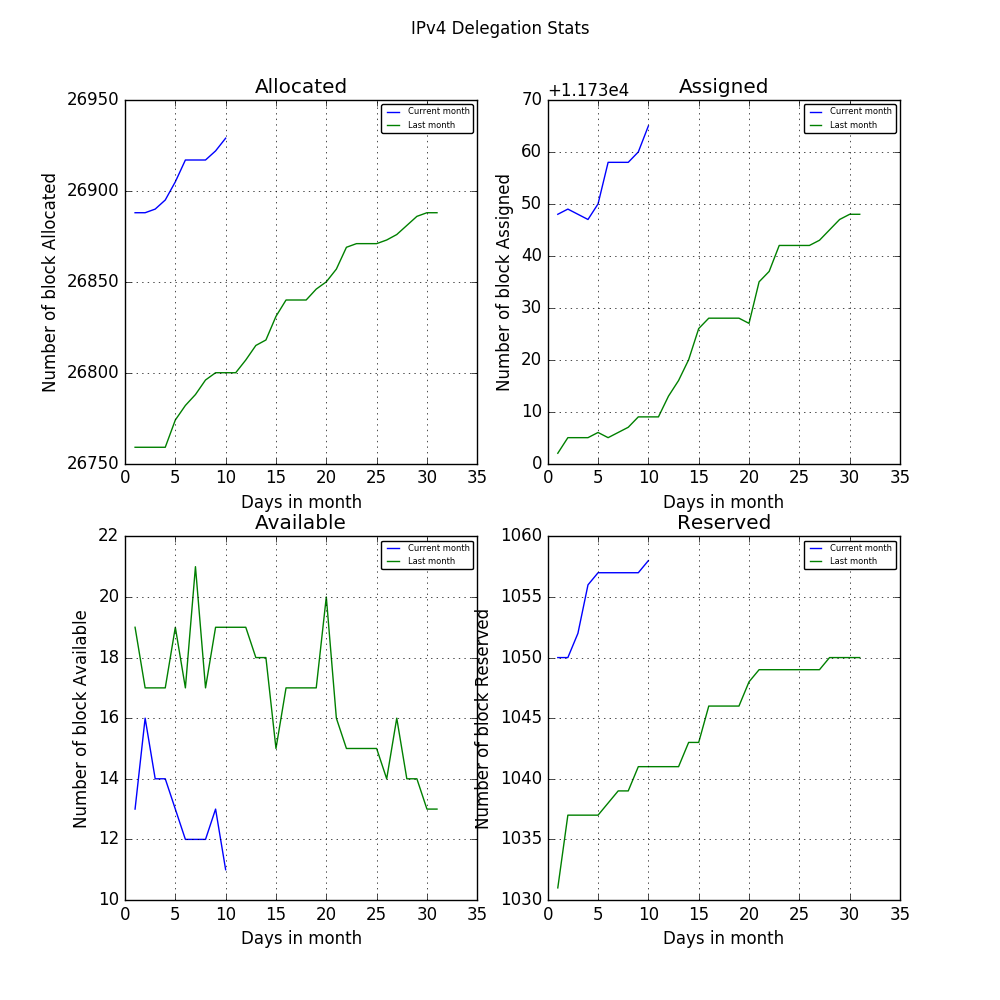 IPv4 Delegation Stats
Allocated
26950
26900
26850
26800
26750
0 5 10 15 20 25 30 35
Number of block Allocated
Days in month
Current month
Last month
Assigned
+1.173e4
70
60
50
40
30
20
10
0
0 5 10 15 20 25 30 35
Number of block Assigned
Days in month
Current month
Last month
Available
22
20
18
16
14
12
10
0 5 10 15 20 25 30 35
Number of block Available
Days in month
Current month
Last month
Reserved
1060
1055
1050
1045
1040
1035
1030
0 5 10 15 20 25 30 35
Number of block Reserved
Days in month
Current month
Last month